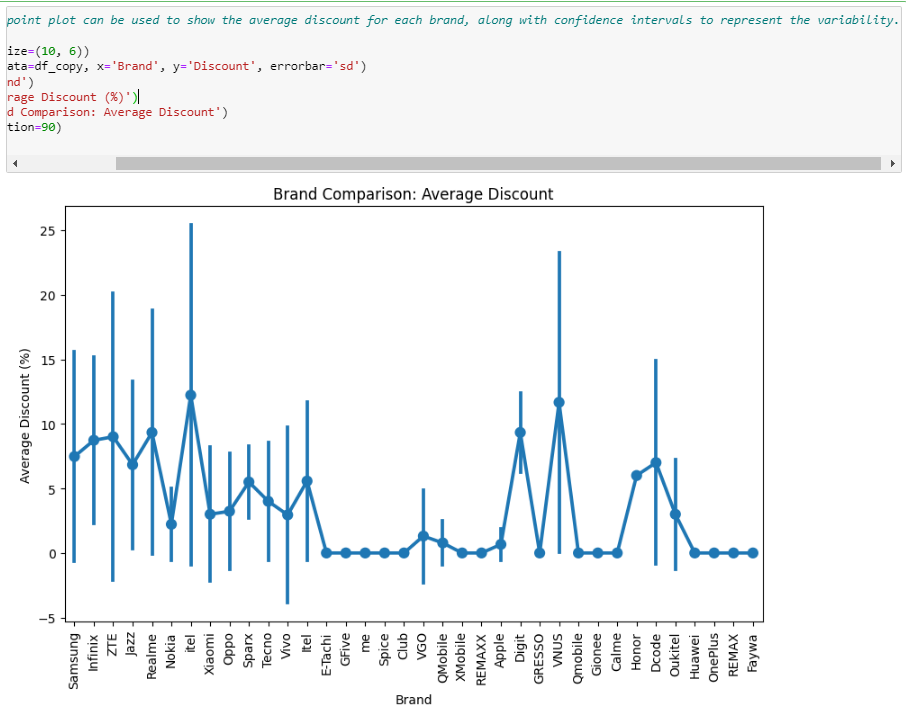 point plot can be used to show the average discount for each brand, along with confidence intervals to represent the variability.
ize=(10, 6))
ata=df_copy, x='Brand', y='Discount', errorbar='sd')
nd')
rage Discount (%)')
d Comparison: Average Discount')
tion=90)
Brand Comparison: Average Discount
25
20
15
10
5
0
−5
Average Discount (%)
Samsung
Infinix
ZTE
Jazz
Realme
Nokia
itel
Xiaomi
Oppo
Sparx
Tecno
Vivo
Itel
E-Tachi
GFive
me
Spice
Club
VGO
QMobile
XMobile
REMAXX
Apple
Digit
GRESSO
VNUS
Qmobile
Gionee
Calme
Honor
Dcode
Oukitel
Huawei
OnePlus
REMAX
Faywa
Brand